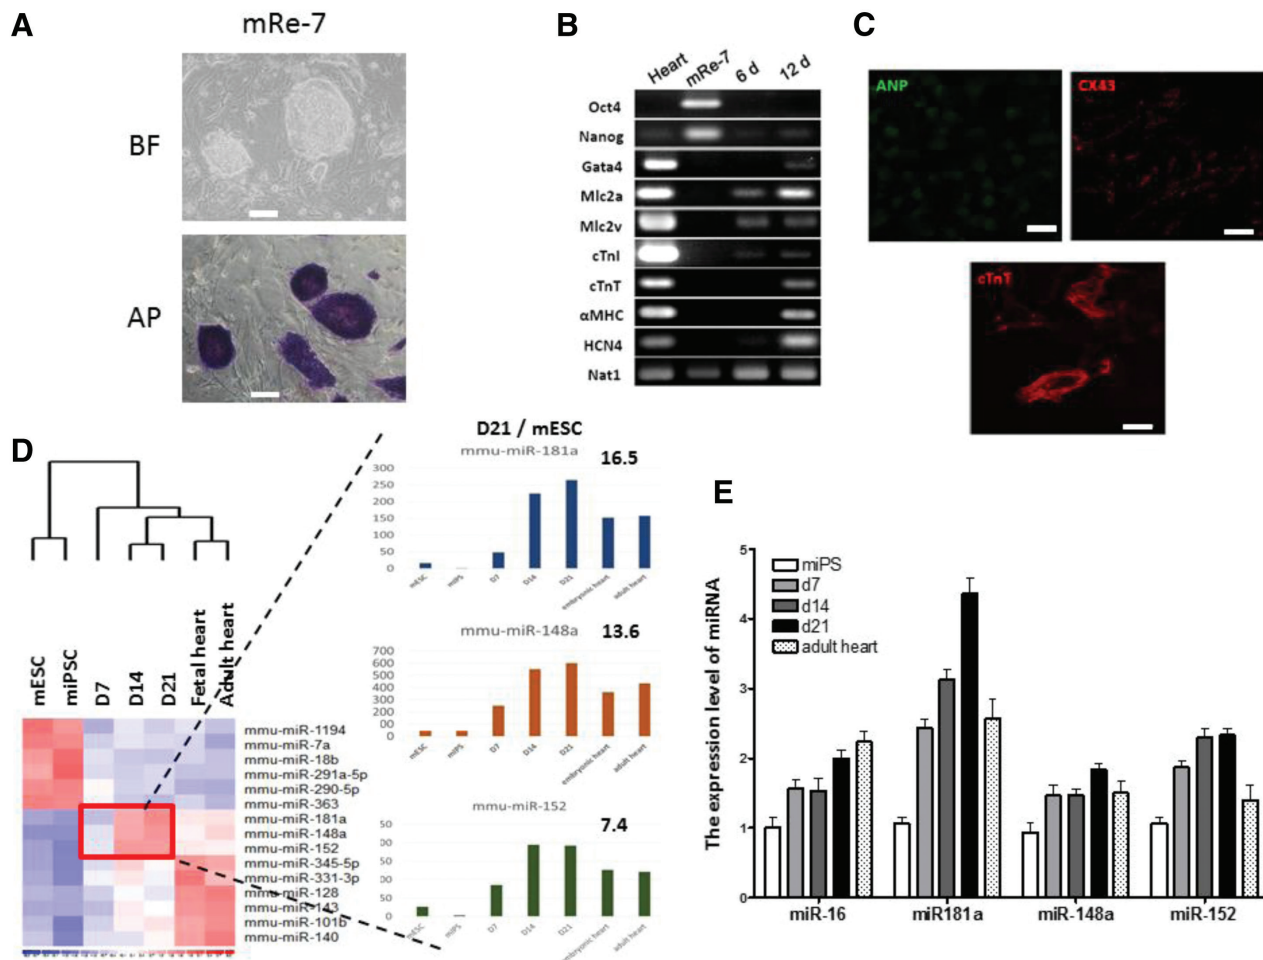 A
mRe-7
BF
AP
B
Heart mRe-7 6 d 12 d
Oct4
Nanog
Gata4
Mlc2a
Mlc2v
cTnI
cTnT
αMHC
HCN4
Nat1
C
ANP
CX43
cTnT
D
mESC
miPSC
D7
D14
D21
Fetal heart
Adult heart
mmu-miR-1194
mmu-miR-7a
mmu-miR-18b
mmu-miR-291a-5p
mmu-miR-290-5p
mmu-miR-363
mmu-miR-181a
mmu-miR-148a
mmu-miR-152
mmu-miR-345-5p
mmu-miR-331-3p
mmu-miR-128
mmu-miR-143
mmu-miR-101b
mmu-miR-140
D21 / mESC
mmu-miR-181a
16.5
300
250
200
150
100
50
0
mESC miPS D7 D14 D21 embryonic heart adult heart
mmu-miR-148a
13.6
700
600
500
400
300
200
00
0
mESC miPS D7 D14 D21 embryonic heart adult heart
mmu-miR-152
7.4
50
00
50
00
50
0
mESC miPS D7 D14 D21 embryonic heart adult heart
E
The expression level of miRNA
5
4
3
2
1
0
miPS
d7
d14
d21
adult heart
miR-16 miR181a miR-148a miR-152